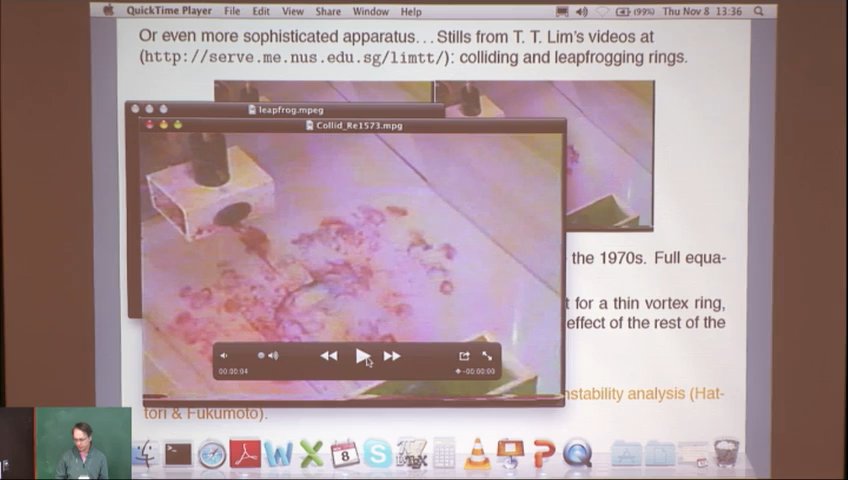 QuickTime Player File Edit View Share Window Help (99%) Thu Nov 8 13:36
Or even more sophisticated apparatus... Stills from T. T. Lim's videos at
(http://serve.me.nus.edu.sg/limtt/): colliding and leapfrogging rings.
leapfrog.mpeg
Collid_Re1573.mpg
the 1970s. Full equa-
t for a thin vortex ring,
effect of the rest of the
00:00:04 -00:00:00
nstability analysis (Hat-
tori & Fukumoto).
8